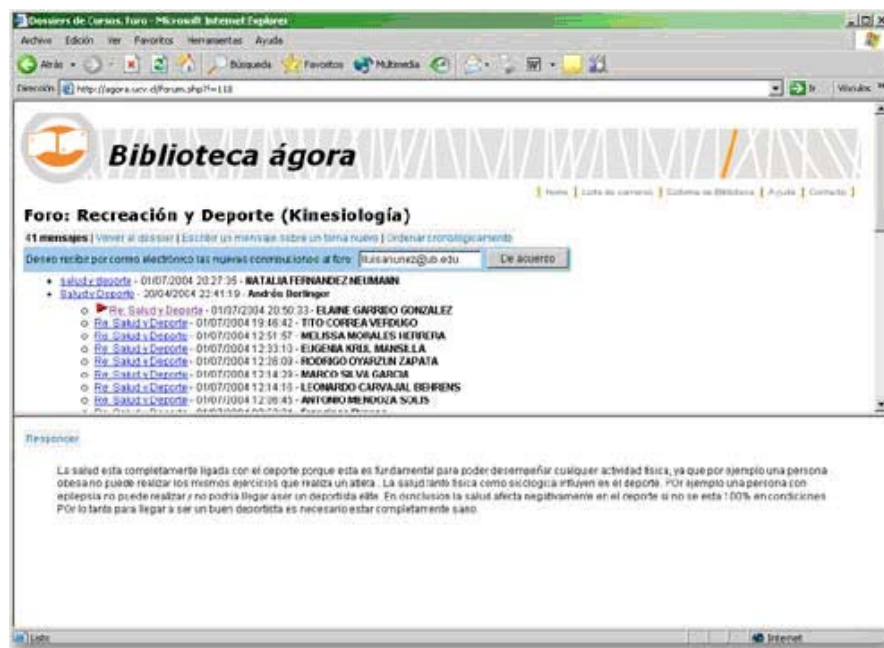 Dossiers de Cursos. Foro - Microsoft Internet Explorer
Archivo Edición Ver Favoritos Herramientas Ayuda
Atrás Búsqueda Favoritos Multimedia
Dirección http://agora.ucv.cl/forum.php?f=118 Ir Vínculos
Biblioteca ágora
Home | Lista de carreras | Sistema de Biblioteca | Ayuda | Contacto
Foro: Recreación y Deporte (Kinesiología)
41 mensajes | Volver al dossier | Escribir un mensaje sobre un tema nuevo | Ordenar cronológicamente
Deseo recibir por correo electrónico las nuevas contribuciones al foro: lluisanunez@ub.edu De acuerdo
salud y deporte - 01/07/2004 20:27:35 - NATALIA FERNANDEZ NEUMANN
Salud y Deporte - 20/04/2004 22:41:19 - Andrés Bortinger
Re: Salud y Deporte - 01/07/2004 20:50:33 - ELAINE GARRIDO GONZALEZ
Re: Salud y Deporte - 01/07/2004 19:46:42 - TITO CORREA VERDUGO
Re: Salud y Deporte - 01/07/2004 12:51:57 - MELISSA MORALES HERRERA
Re: Salud y Deporte - 01/07/2004 12:33:10 - EUGENIA KRUL MANSILLA
Re: Salud y Deporte - 01/07/2004 12:26:09 - RODRIGO OYARZUN ZAPATA
Re: Salud y Deporte - 01/07/2004 12:14:29 - MARCO SILVA GARCIA
Re: Salud y Deporte - 01/07/2004 12:14:16 - LEONARDO CARVAJAL BEHRENS
Re: Salud y Deporte - 01/07/2004 12:06:45 - ANTONIO MENDOZA SOLIS
Responder
La salud esta completamente ligada con el deporte porque esta es fundamental para poder desempeñar cualquier actividad física, ya que por ejemplo una persona
obesa no puede realizar los mismos ejercicios que realiza un atleta. La salud tanto física como sicológica influyen en el deporte. POr ejemplo una persona con
epilepsia no puede realizar y no podria llegar aser un deportista elite. En conclusión la salud afecta negativamente en el deporte si no se esta 100% en condiciones
POr lo tanto para llegar a ser un buen deportista es necesario estar completamente sano.
Listo Internet